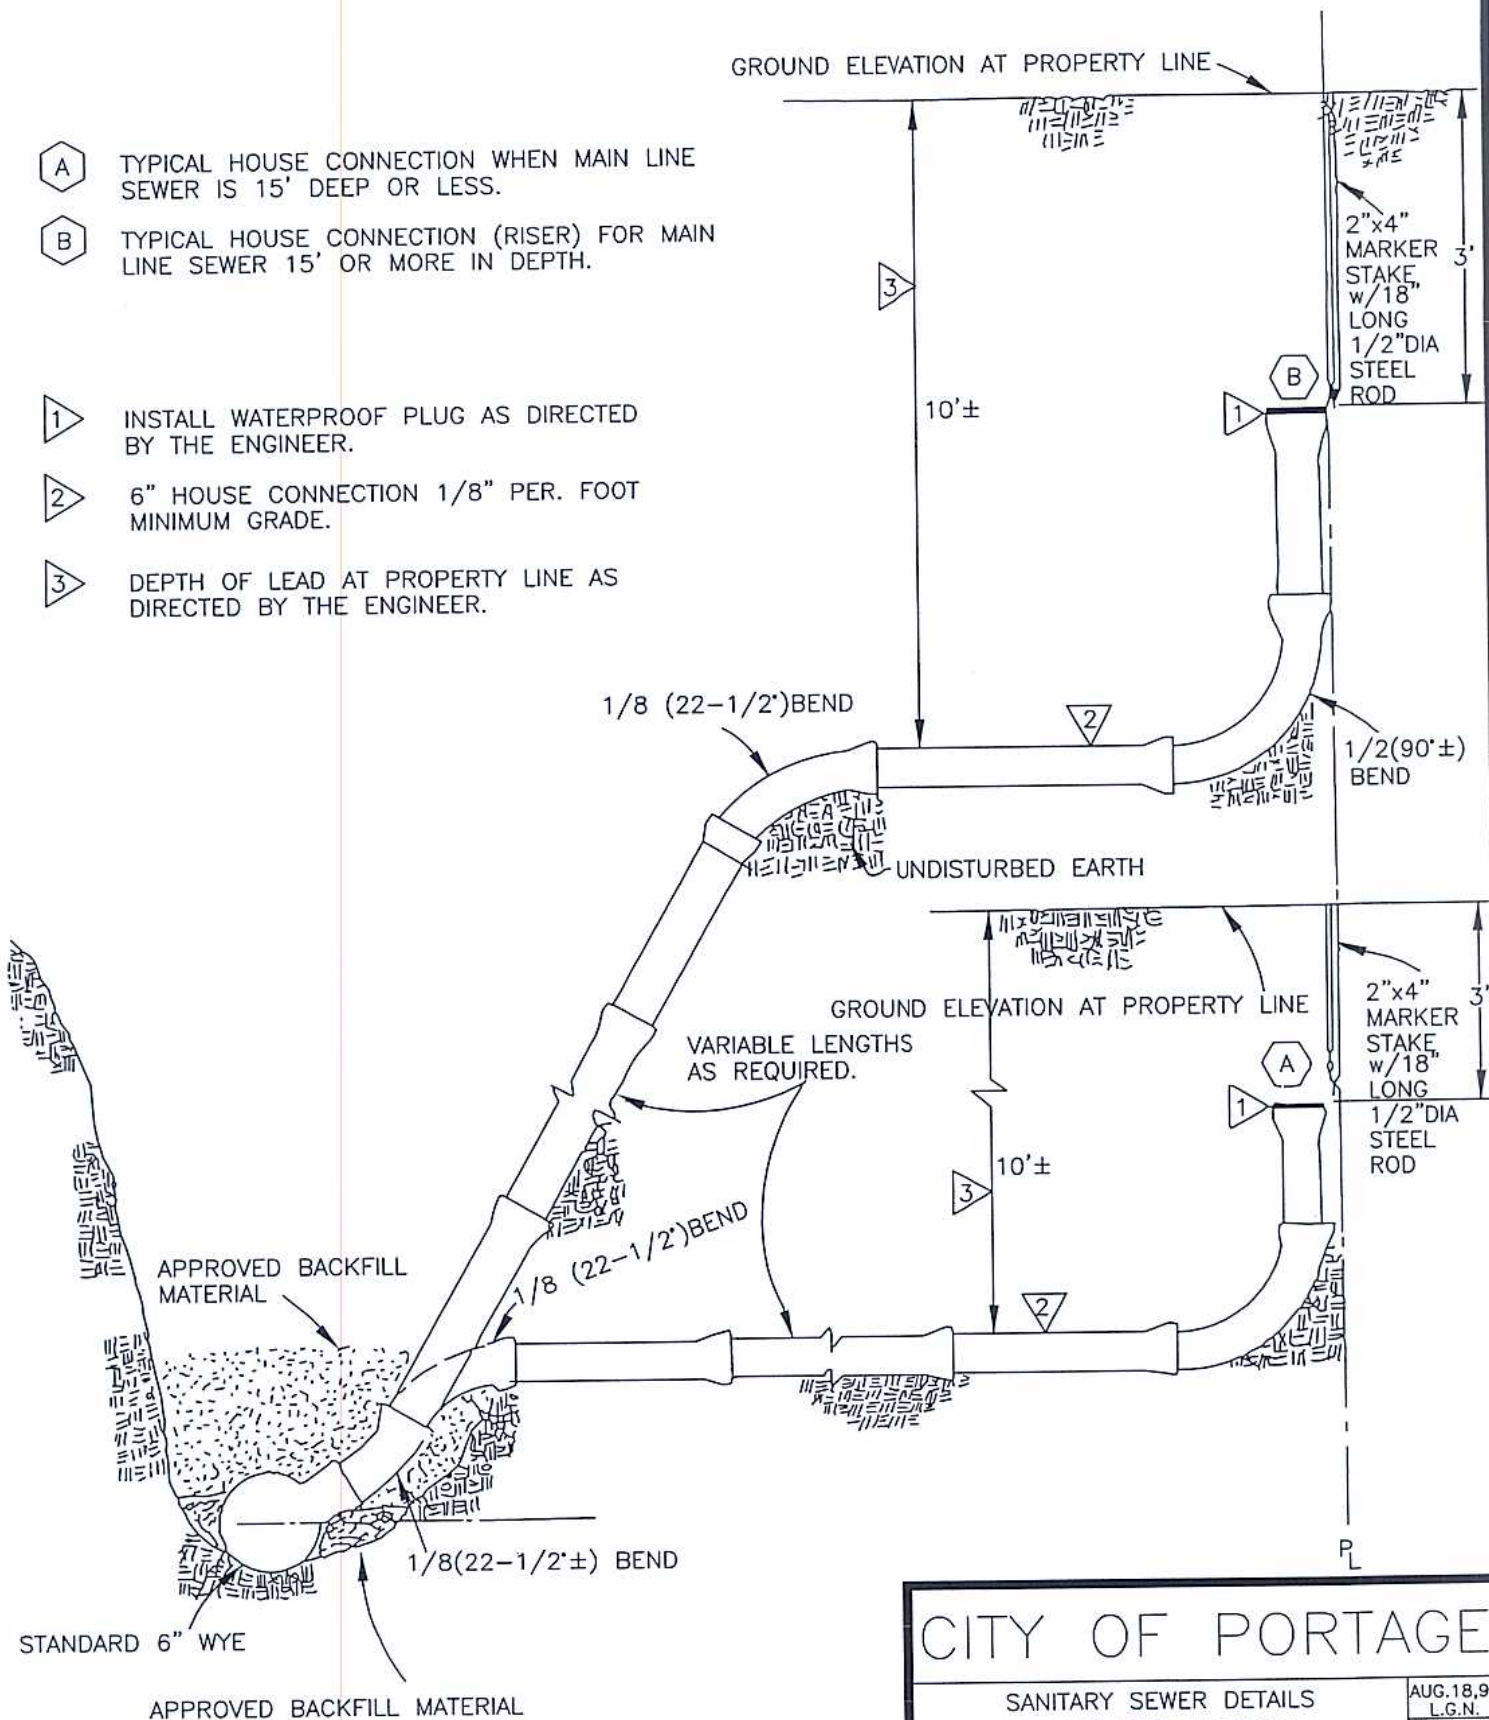 GROUND ELEVATION AT PROPERTY LINE
A
TYPICAL HOUSE CONNECTION WHEN MAIN LINE
SEWER IS 15' DEEP OR LESS.
B
TYPICAL HOUSE CONNECTION (RISER) FOR MAIN
LINE SEWER 15' OR MORE IN DEPTH.
1
INSTALL WATERPROOF PLUG AS DIRECTED
BY THE ENGINEER.
2
6" HOUSE CONNECTION 1/8" PER. FOOT
MINIMUM GRADE.
3
DEPTH OF LEAD AT PROPERTY LINE AS
DIRECTED BY THE ENGINEER.
3
10'±
2"x4"
MARKER
STAKE
w/18"
LONG
1/2"DIA
STEEL
ROD
3'
B
1
1/8 (22-1/2°)BEND
2
1/2(90°±)
BEND
UNDISTURBED EARTH
GROUND ELEVATION AT PROPERTY LINE
2"x4"
MARKER
STAKE
w/18"
LONG
1/2"DIA
STEEL
ROD
3'
VARIABLE LENGTHS
AS REQUIRED.
A
1
10'±
3
1/8 (22-1/2°)BEND
2
APPROVED BACKFILL
MATERIAL
1/8(22-1/2°±) BEND
PL
STANDARD 6" WYE
APPROVED BACKFILL MATERIAL
CITY OF PORTAGE
SANITARY SEWER DETAILS
AUG.18,9
L.G.N.